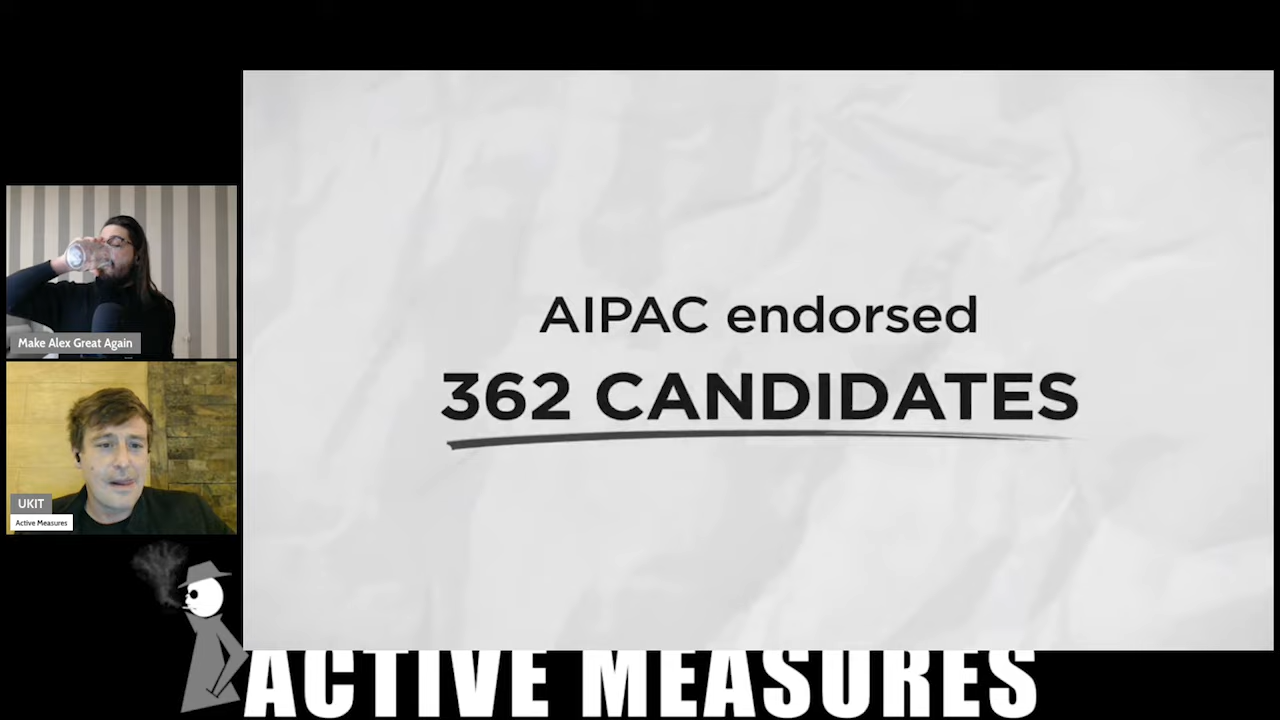 AIPAC endorsed
362 CANDIDATES
Make Alex Great Again
UKIT
Active Measures
ACTIVE MEASURES